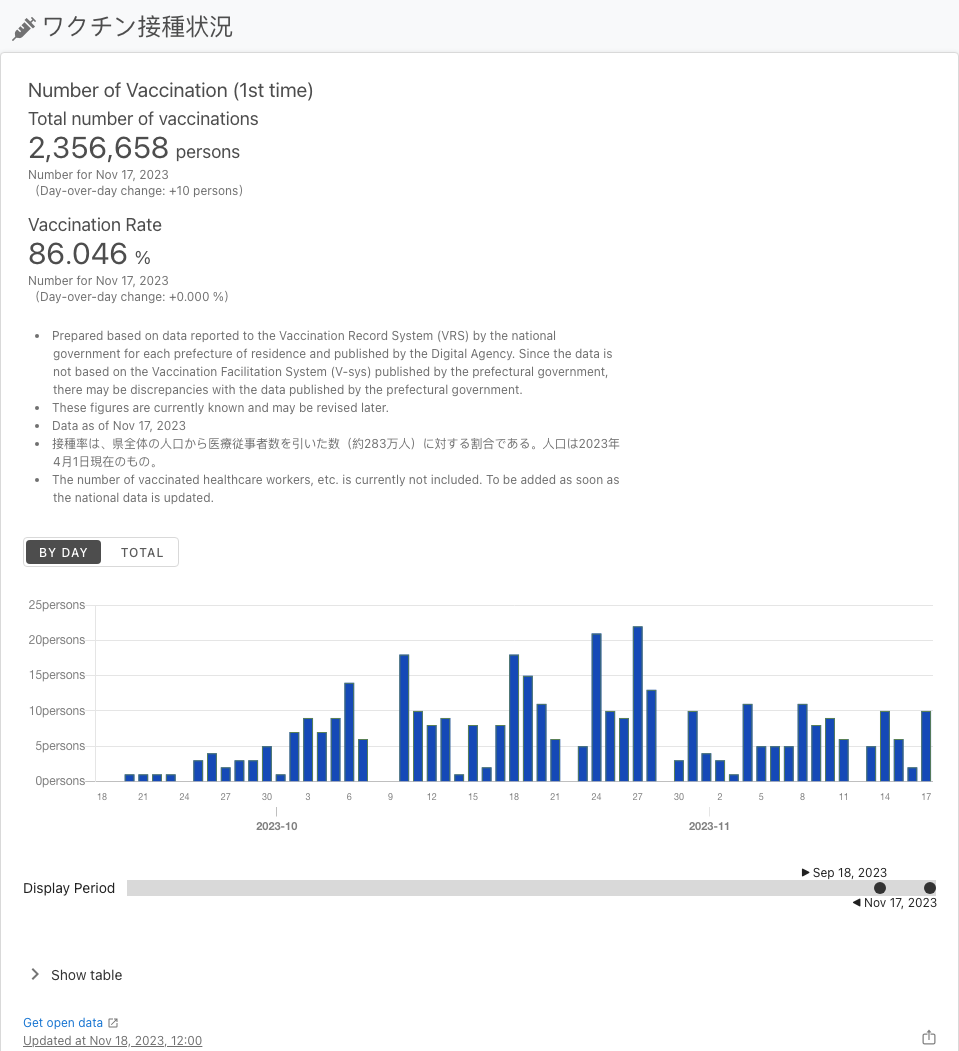 ワクチン接種状況
Number of Vaccination (1st time)
Total number of vaccinations
2,356,658 persons
Number for Nov 17, 2023
(Day-over-day change: +10 persons)
Vaccination Rate
86.046 %
Number for Nov 17, 2023
(Day-over-day change: +0.000 %)
• Prepared based on data reported to the Vaccination Record System (VRS) by the national
government for each prefecture of residence and published by the Digital Agency. Since the data is
not based on the Vaccination Facilitation System (V-sys) published by the prefectural government,
there may be discrepancies with the data published by the prefectural government.
• These figures are currently known and may be revised later.
• Data as of Nov 17, 2023
• 接種率は、県全体の人口から医療従事者数を引いた数（約283万人）に対する割合である。人口は2023年
4月1日現在のもの。
• The number of vaccinated healthcare workers, etc. is currently not included. To be added as soon as
the national data is updated.
BY DAY TOTAL
25persons
20persons
15persons
10persons
5persons
0persons
18 21 24 27 30 3 6 9 12 15 18 21 24 27 30 2 5 8 11 14 17
2023-10 2023-11
Sep 18, 2023
Display Period
Nov 17, 2023
Show table
Get open data
Updated at Nov 18, 2023, 12:00